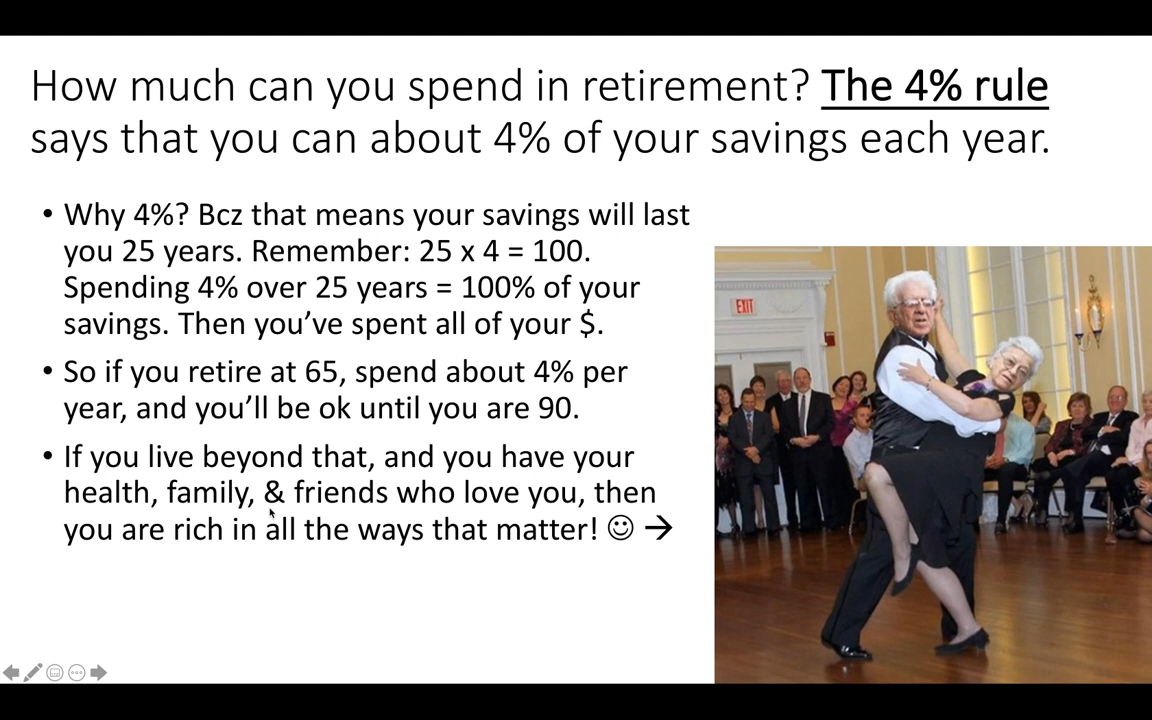 How much can you spend in retirement? The 4% rule
says that you can about 4% of your savings each year.
• Why 4%? Bcz that means your savings will last
you 25 years. Remember: 25 x 4 = 100.
Spending 4% over 25 years = 100% of your
savings. Then you’ve spent all of your $.
• So if you retire at 65, spend about 4% per
year, and you’ll be ok until you are 90.
• If you live beyond that, and you have your
health, family, & friends who love you, then
you are rich in all the ways that matter! ☺ →
EXIT